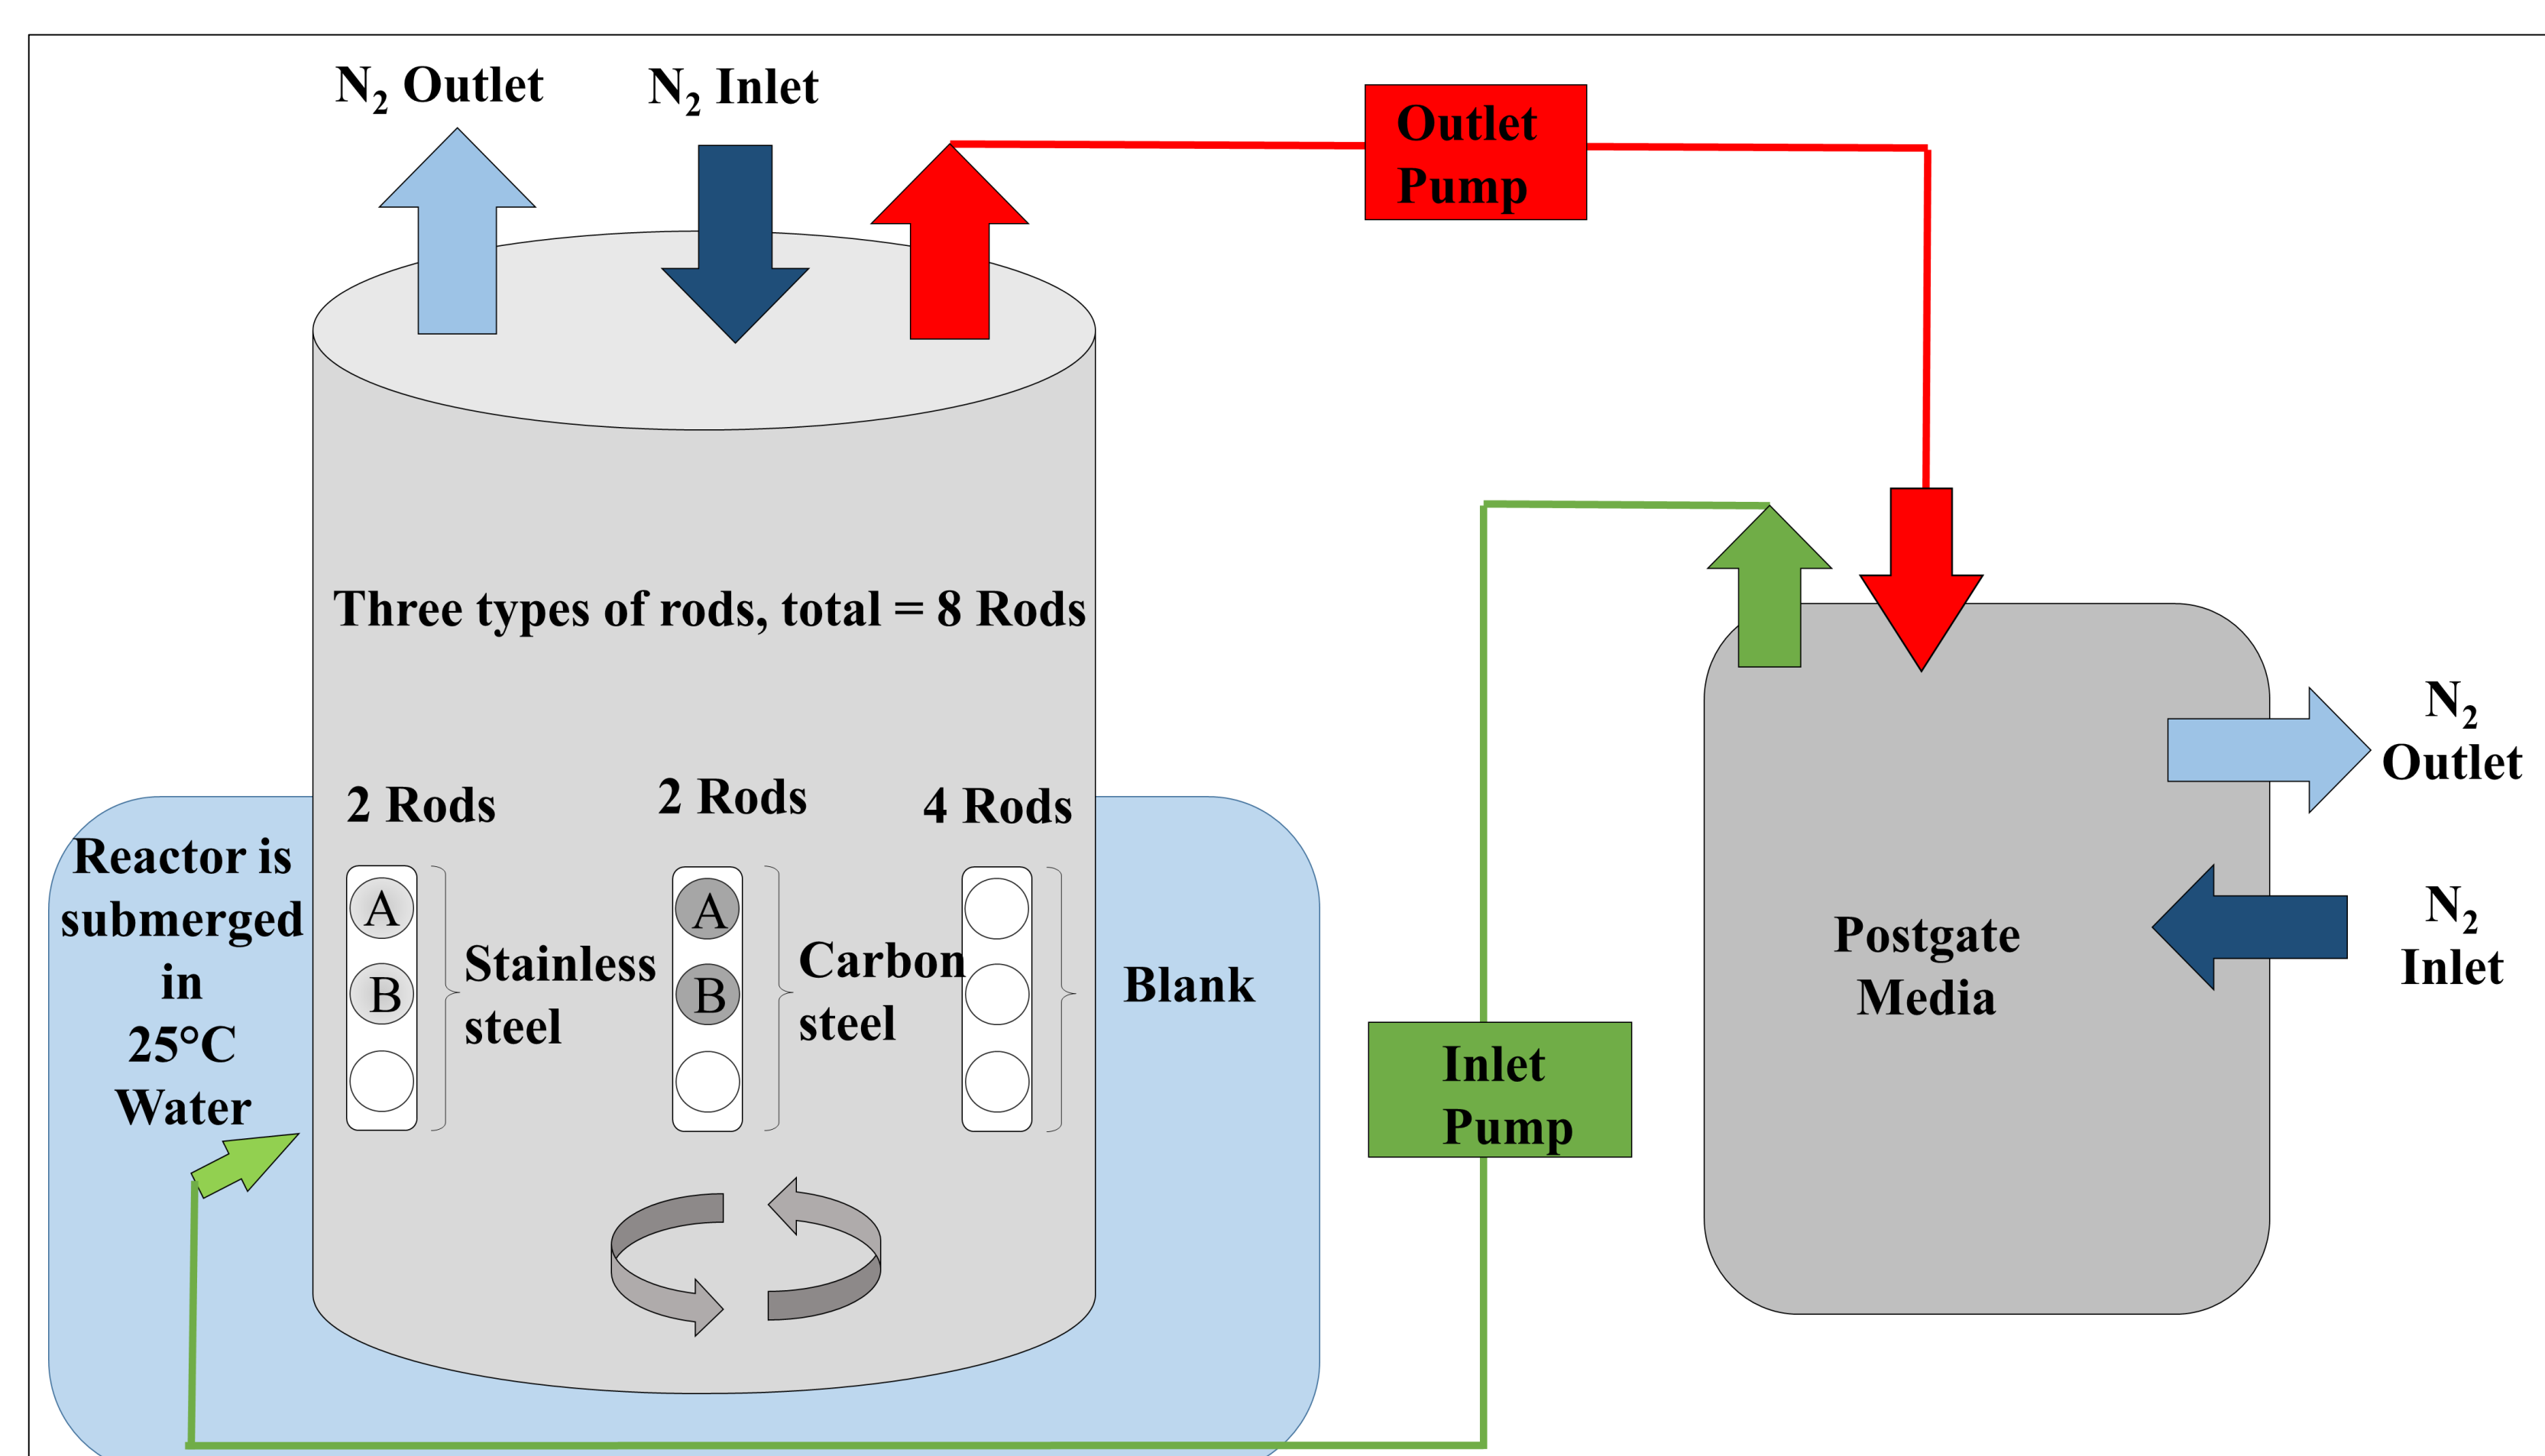 N₂ Outlet
N₂ Inlet
Outlet
Pump
Three types of rods, total = 8 Rods
2 Rods
2 Rods
4 Rods
Reactor is
submerged
in
25°C
Water
A
B
Stainless
steel
A
B
Carbon
steel
Blank
Inlet
Pump
Postgate
Media
N₂
Outlet
N₂
Inlet